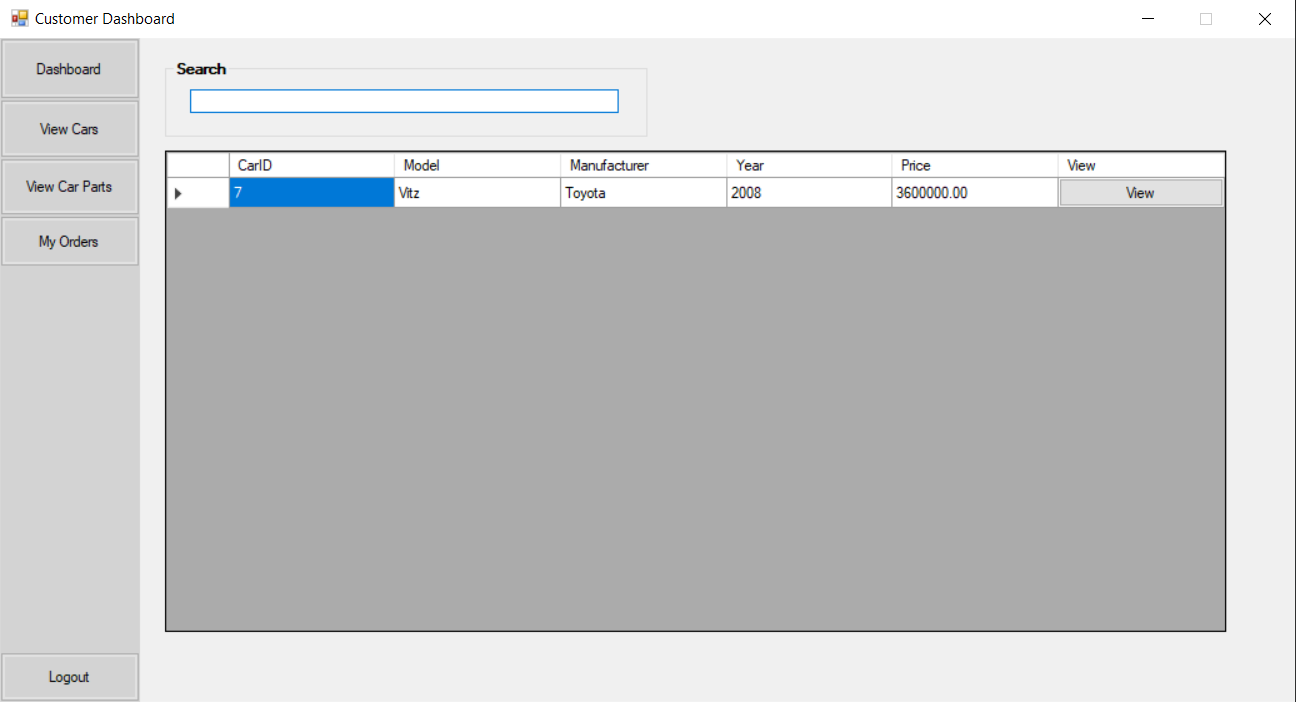 Customer Dashboard
Dashboard
View Cars
View Car Parts
My Orders
Logout
Search
CarID Model Manufacturer Year Price View
7 Vitz Toyota 2008 3600000.00 View